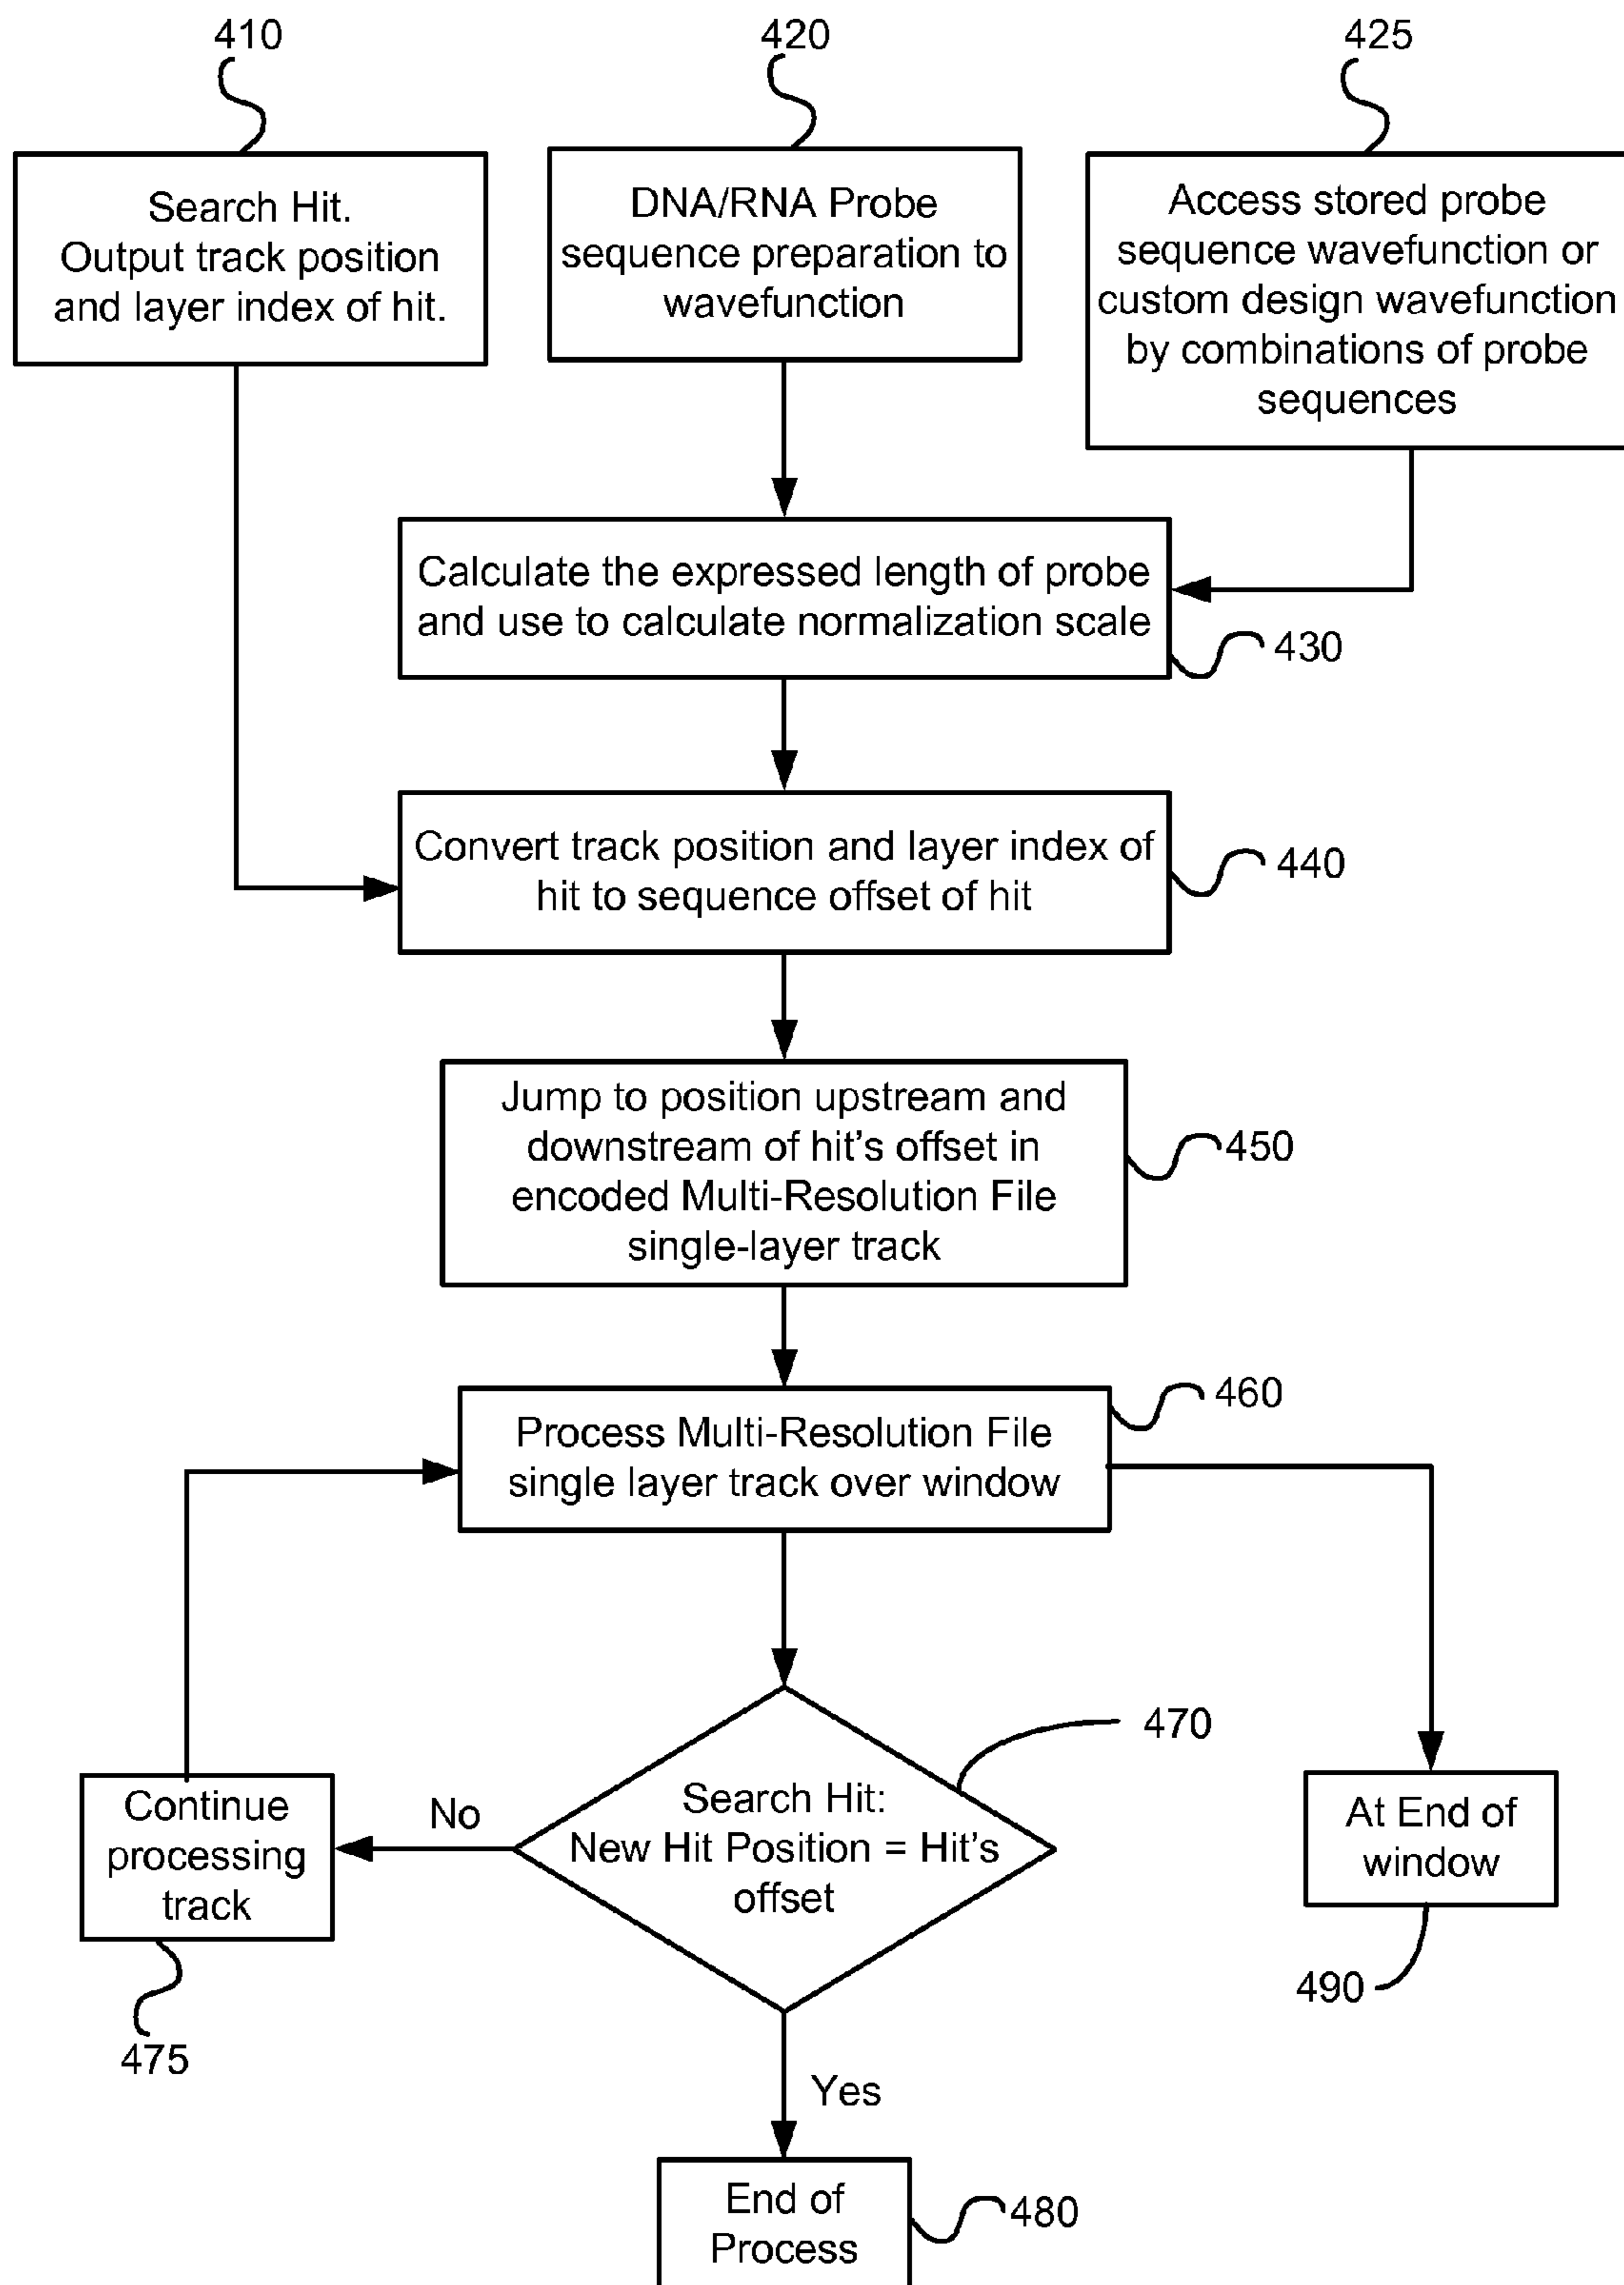 410
420
425
Search Hit.
Output track position
and layer index of hit.
DNA/RNA Probe
sequence preparation to
wavefunction
Access stored probe
sequence wavefunction or
custom design wavefunction
by combinations of probe
sequences
Calculate the expressed length of probe
and use to calculate normalization scale
430
Convert track position and layer index of
hit to sequence offset of hit
440
Jump to position upstream and
downstream of hit's offset in
encoded Multi-Resolution File
single-layer track
450
Process Multi-Resolution File
single layer track over window
460
470
Search Hit:
New Hit Position = Hit's
offset
No
Continue
processing
track
475
At End of
window
490
Yes
End of
Process
480